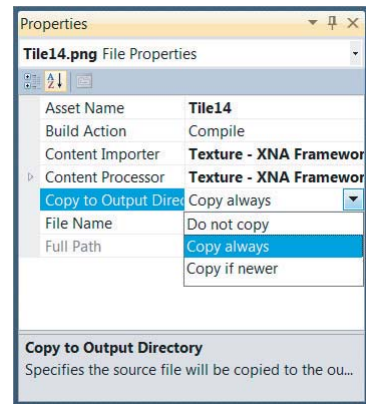 Properties
Tile14.png File Properties
Asset Name Tile14
Build Action Compile
Content Importer Texture - XNA Framewor
Content Processor Texture - XNA Framewor
Copy to Output Direc Copy always
File Name Do not copy
Full Path Copy always
Copy if newer
Copy to Output Directory
Specifies the source file will be copied to the ou...